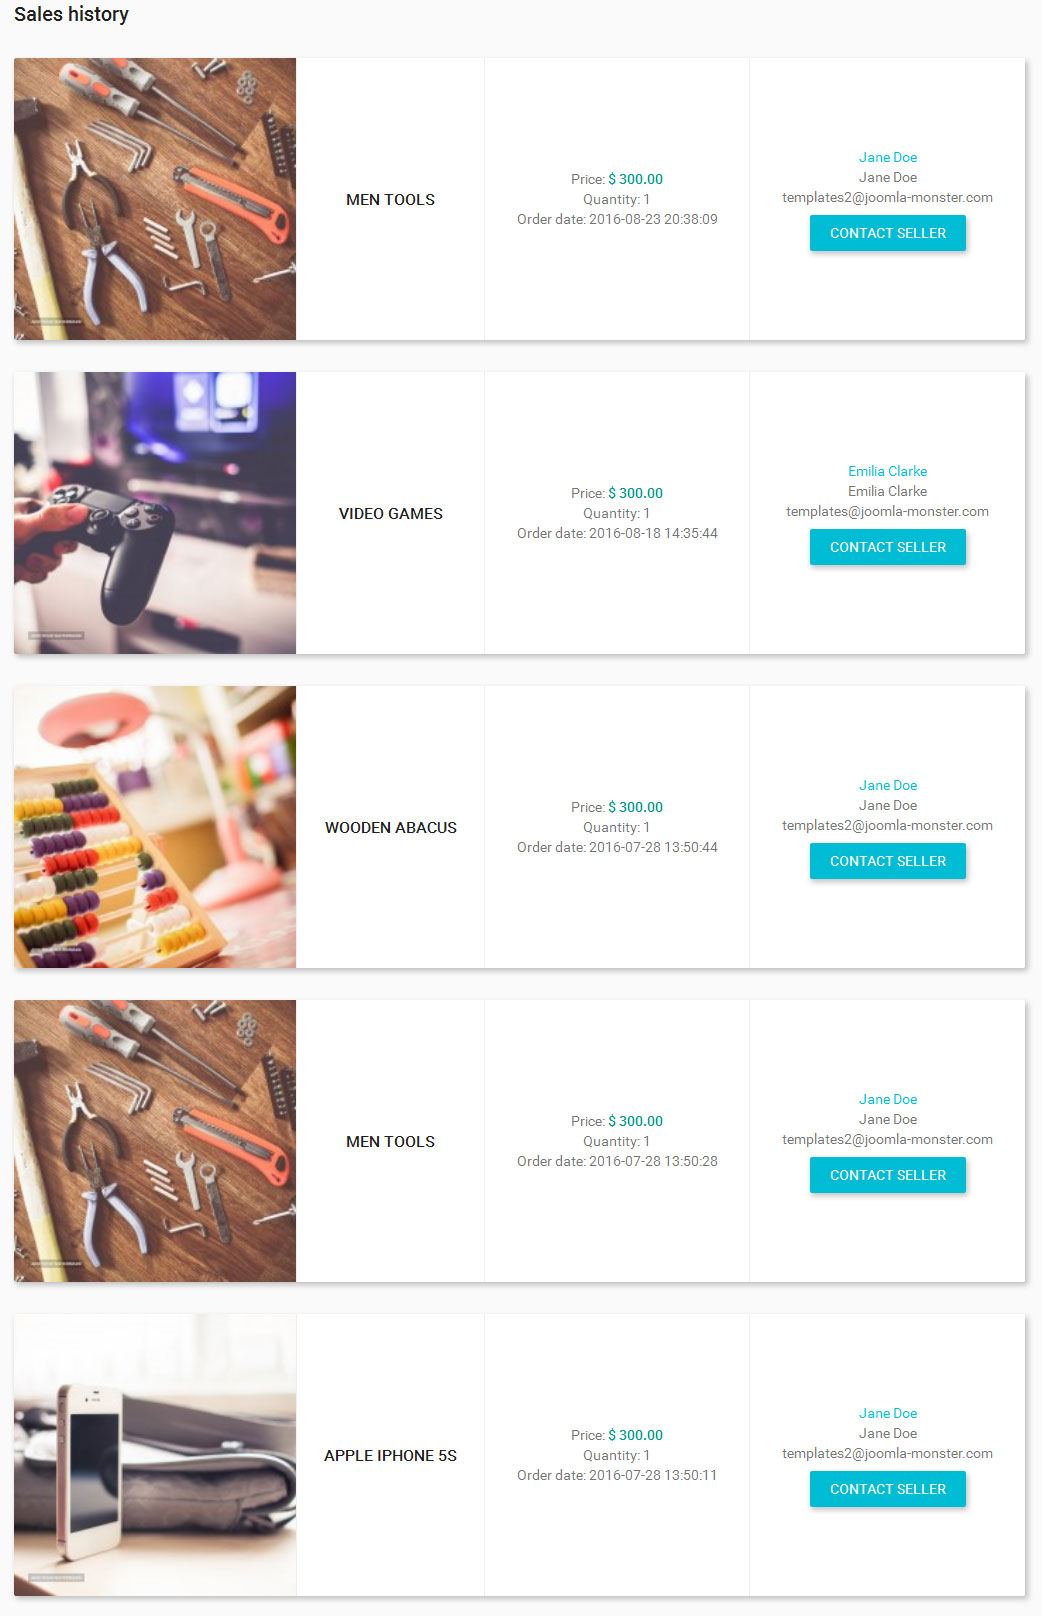 Sales history
MEN TOOLS
Price: $ 300.00
Quantity: 1
Order date: 2016-08-23 20:38:09
Jane Doe
Jane Doe
templates2@joomla-monster.com
CONTACT SELLER
VIDEO GAMES
Price: $ 300.00
Quantity: 1
Order date: 2016-08-18 14:35:44
Emilia Clarke
Emilia Clarke
templates@joomla-monster.com
CONTACT SELLER
WOODEN ABACUS
Price: $ 300.00
Quantity: 1
Order date: 2016-07-28 13:50:44
Jane Doe
Jane Doe
templates2@joomla-monster.com
CONTACT SELLER
MEN TOOLS
Price: $ 300.00
Quantity: 1
Order date: 2016-07-28 13:50:28
Jane Doe
Jane Doe
templates2@joomla-monster.com
CONTACT SELLER
APPLE IPHONE 5S
Price: $ 300.00
Quantity: 1
Order date: 2016-07-28 13:50:11
Jane Doe
Jane Doe
templates2@joomla-monster.com
CONTACT SELLER